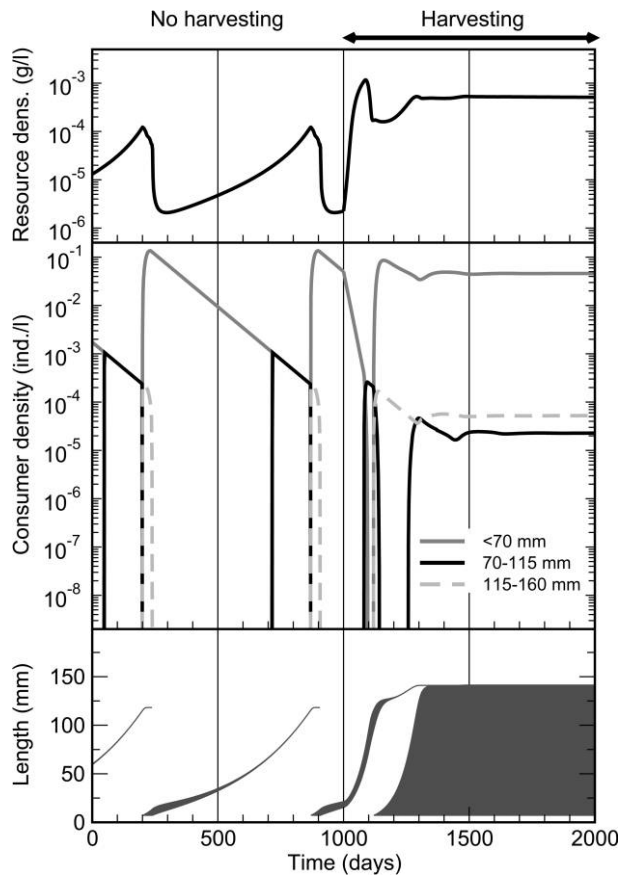 No harvesting Harvesting
Resource dens. (g/l)
10-3
10-4
10-5
10-6
Consumer density (ind./l)
10-1
10-2
10-3
10-4
10-5
10-6
10-7
10-8
<70 mm
70-115 mm
115-160 mm
Length (mm)
150
100
50
0
0 500 1000 1500 2000
Time (days)